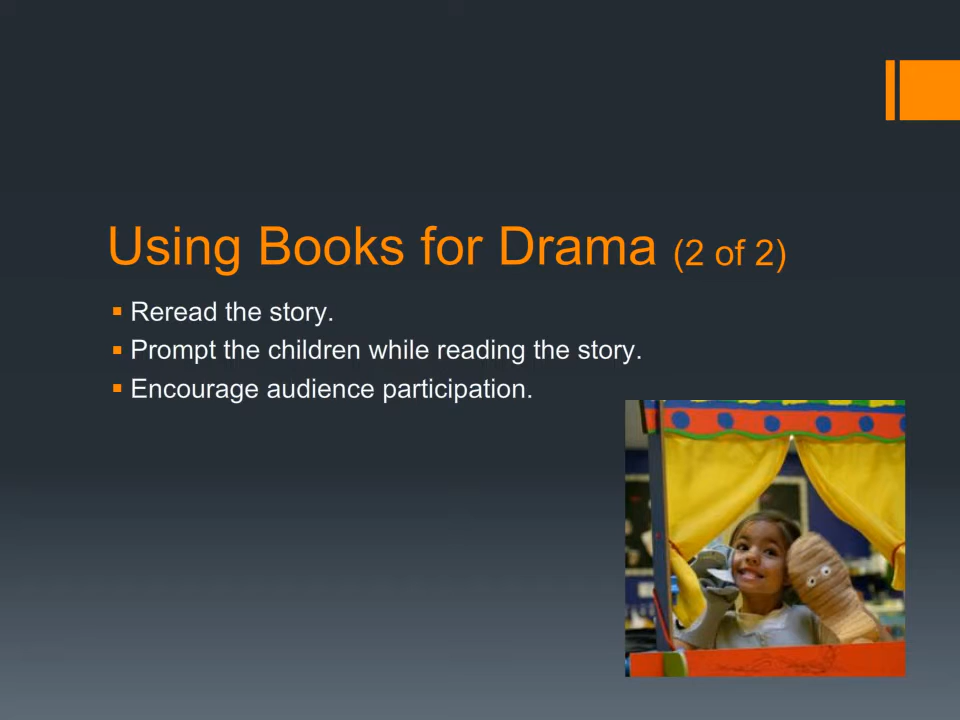 Using Books for Drama (2 of 2)
Reread the story.
Prompt the children while reading the story.
Encourage audience participation.